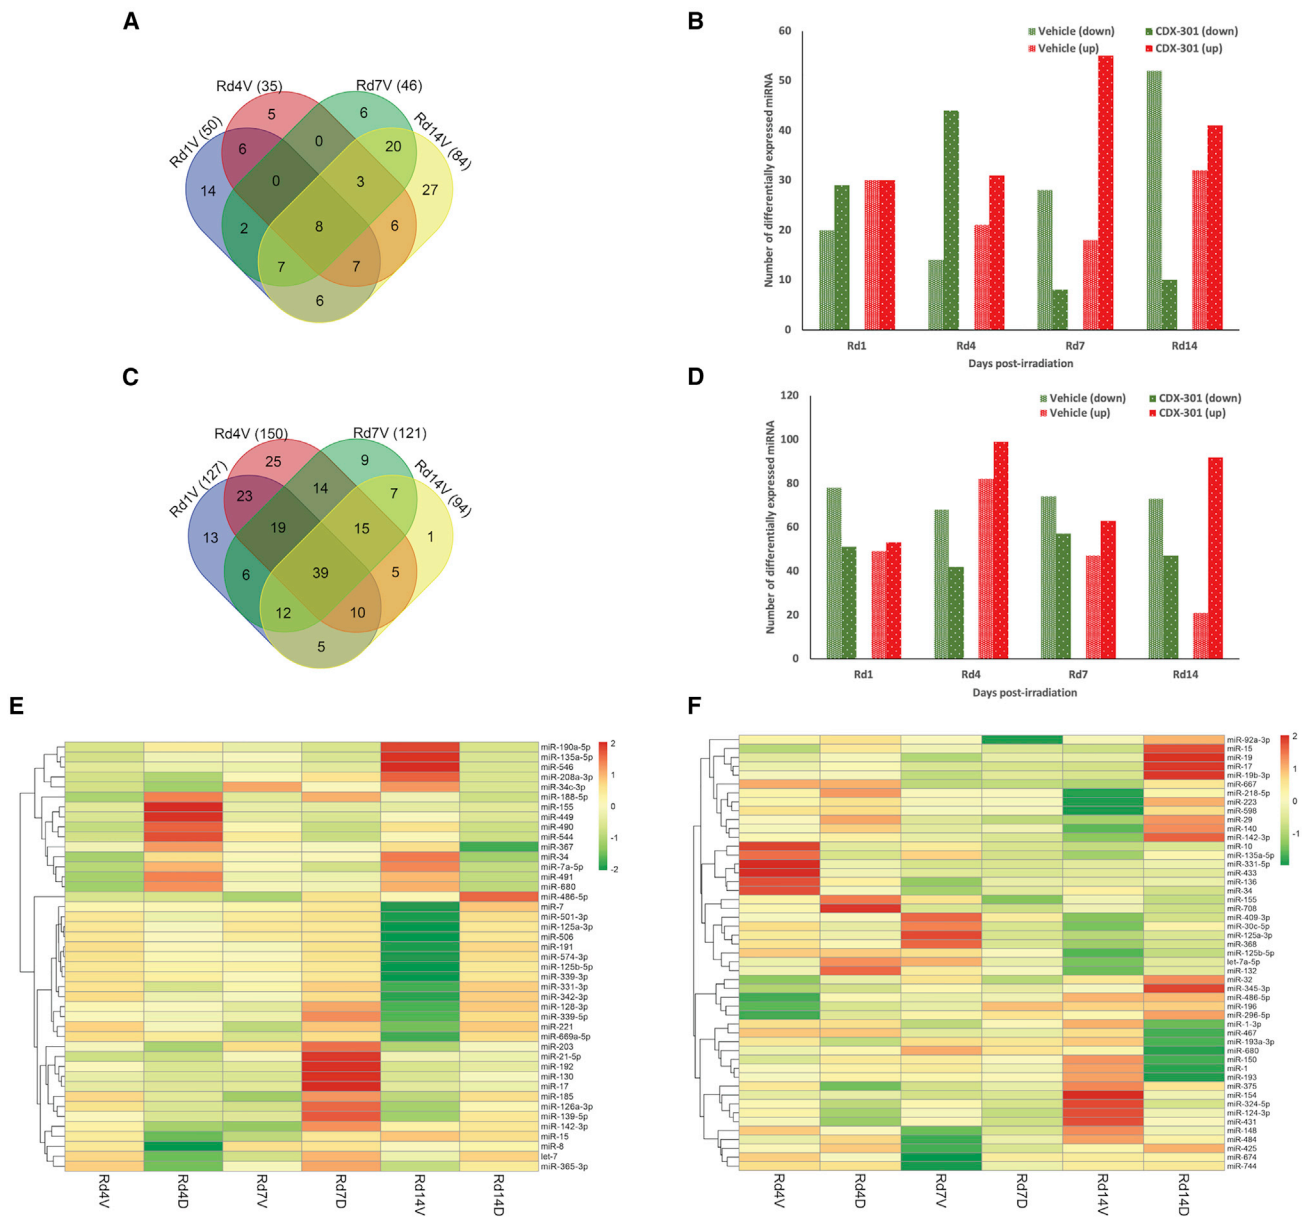 A
Rd4V (35)
Rd7V (46)
Rd1V (50)
Rd14V (84)
5
6
6
0
20
14
0
3
27
2
8
6
7
7
6
B
Vehicle (down)
CDX-301 (down)
Vehicle (up)
CDX-301 (up)
Number of differentially expressed miRNA
60
50
40
30
20
10
0
Rd1
Rd4
Rd7
Rd14
Days post-irradiation
C
Rd4V (150)
Rd7V (121)
Rd1V (127)
Rd14V (94)
25
9
23
14
7
13
19
15
1
6
39
5
12
10
5
D
Vehicle (down)
CDX-301 (down)
Vehicle (up)
CDX-301 (up)
Number of differentially expressed miRNA
120
100
80
60
40
20
0
Rd1
Rd4
Rd7
Rd14
Days post-irradiation
E
miR-190a-5p
miR-135a-5p
miR-546
miR-208a-3p
miR-34c-3p
miR-188-5p
miR-155
miR-449
miR-490
miR-544
miR-367
miR-34
miR-7a-5p
miR-491
miR-680
miR-486-5p
miR-7
miR-501-3p
miR-125a-3p
miR-506
miR-191
miR-574-3p
miR-125b-5p
miR-339-3p
miR-331-3p
miR-342-3p
miR-128-3p
miR-339-5p
miR-221
miR-669a-5p
miR-203
miR-21-5p
miR-192
miR-130
miR-17
miR-185
miR-126a-3p
miR-139-5p
miR-142-3p
miR-15
miR-8
let-7
miR-365-3p
2
1
0
-1
-2
Rd4V
Rd4D
Rd7V
Rd7D
Rd14V
Rd14D
F
miR-92a-3p
miR-15
miR-19
miR-17
miR-19b-3p
miR-667
miR-218-5p
miR-223
miR-598
miR-29
miR-140
miR-142-3p
miR-10
miR-135a-5p
miR-331-5p
miR-433
miR-136
miR-34
miR-155
miR-708
miR-409-3p
miR-30c-5p
miR-125a-3p
miR-368
miR-125b-5p
let-7a-5p
miR-132
miR-32
miR-345-3p
miR-486-5p
miR-196
miR-296-5p
miR-1-3p
miR-467
miR-193a-3p
miR-680
miR-150
miR-1
miR-193
miR-375
miR-154
miR-324-5p
miR-124-3p
miR-431
miR-148
miR-484
miR-425
miR-674
miR-744
2
1
0
-1
Rd4V
Rd4D
Rd7V
Rd7D
Rd14V
Rd14D